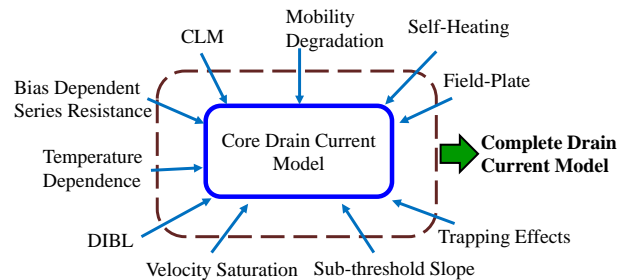 CLM
Mobility
Degradation
Self-Heating
Bias Dependent
Series Resistance
Field-Plate
Core Drain Current
Model
Complete Drain
Current Model
Temperature
Dependence
DIBL
Velocity Saturation
Sub-threshold Slope
Trapping Effects